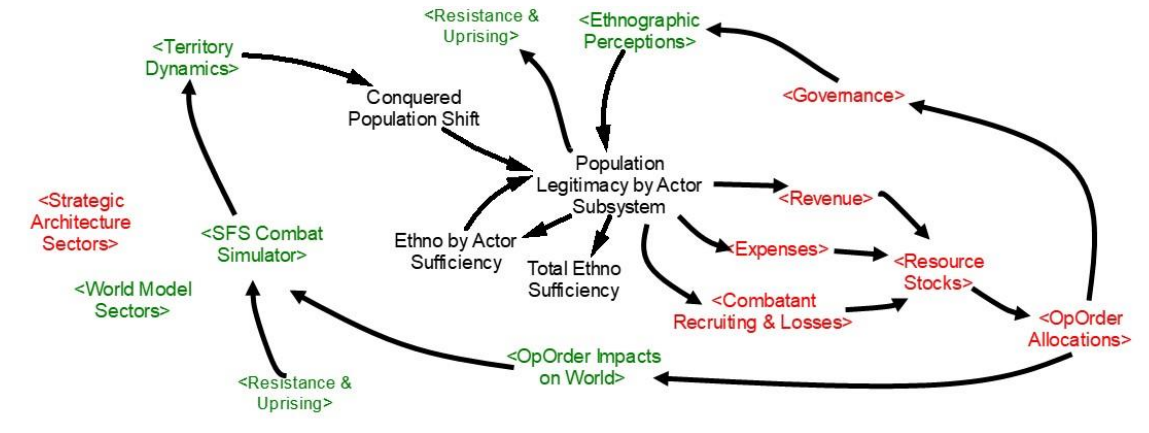 <Resistance &
Uprising>
<Ethnographic
Perceptions>
<Territory
Dynamics>
Conquered
Population Shift
<Governance>
Population
Legitimacy by Actor
Subsystem
<Revenue>
<Strategic
Architecture
Sectors>
<SFS Combat
Simulator>
Ethno by Actor
Sufficiency
Total Ethno
Sufficiency
<Expenses>
<Resource
Stocks>
<World Model
Sectors>
<Combatant
Recruiting & Losses>
<OpOrder
Allocations>
<OpOrder Impacts
on World>
<Resistance &
Uprising>